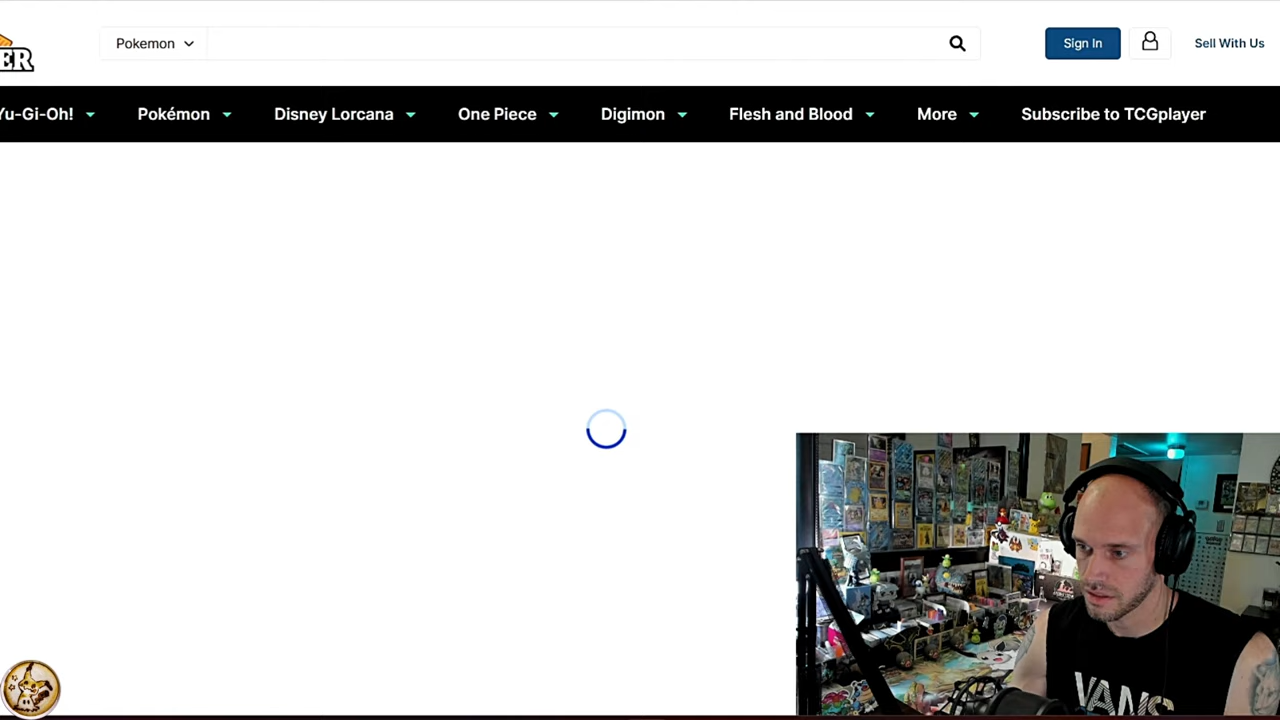 Pokemon
Sign In
Sell With Us
ER
Yu-Gi-Oh!
Pokémon
Disney Lorcana
One Piece
Digimon
Flesh and Blood
More
Subscribe to TCGplayer
VANS